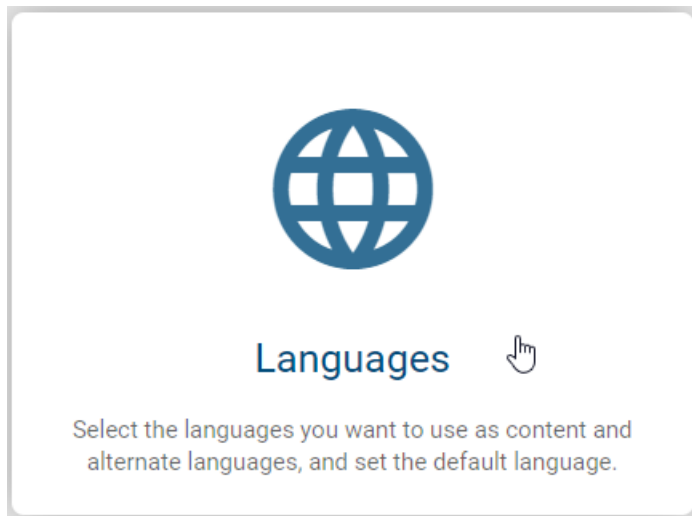 Languages
Select the languages you want to use as content and
alternate languages, and set the default language.